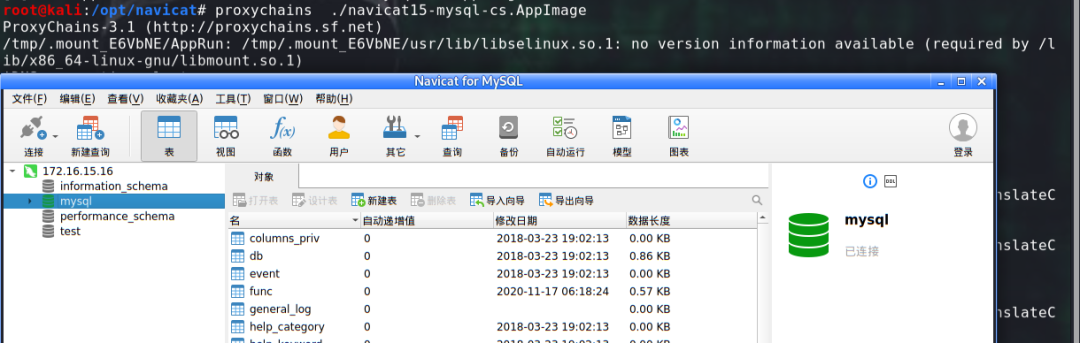 root@kali:/opt/navicat# proxychains  ./navicat15-mysql-cs.AppImage
ProxyChains-3.1 (http://proxychains.sf.net)
/tmp/.mount_E6VbNE/AppRun: /tmp/.mount_E6VbNE/usr/lib/libselinux.so.1: no version information available (required by /l
ib/x86_64-linux-gnu/libmount.so.1)
Navicat for MySQL
文件(F) 编辑(E) 查看(V) 收藏夹(A) 工具(T) 窗口(W) 帮助(H)
连接 新建查询 表 视图 函数 用户 其它 查询 备份 自动运行 模型 图表 登录
172.16.15.16
information_schema
mysql
performance_schema
test
对象
打开表 设计表 新建表 删除表 导入向导 导出向导
名 自动递增值 修改日期 数据长度
columns_priv 0 2018-03-23 19:02:13 0.00 KB
db 0 2018-03-23 19:02:13 0.86 KB
event 0 2018-03-23 19:02:13 0.00 KB
func 0 2020-11-17 06:18:24 0.57 KB
general_log 0 0.00 KB
help_category 0 2018-03-23 19:02:13 0.00 KB
DDL
mysql
已连接
nslateC
nslateC
nslateC